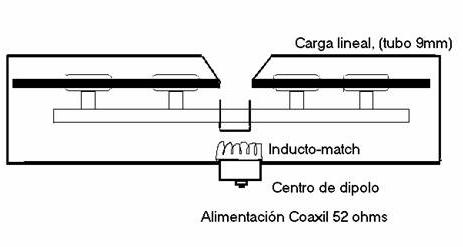 Carga lineal, (tubo 9mm)
Inducto-match
Centro de dipolo
Alimentación Coaxil 52 ohms